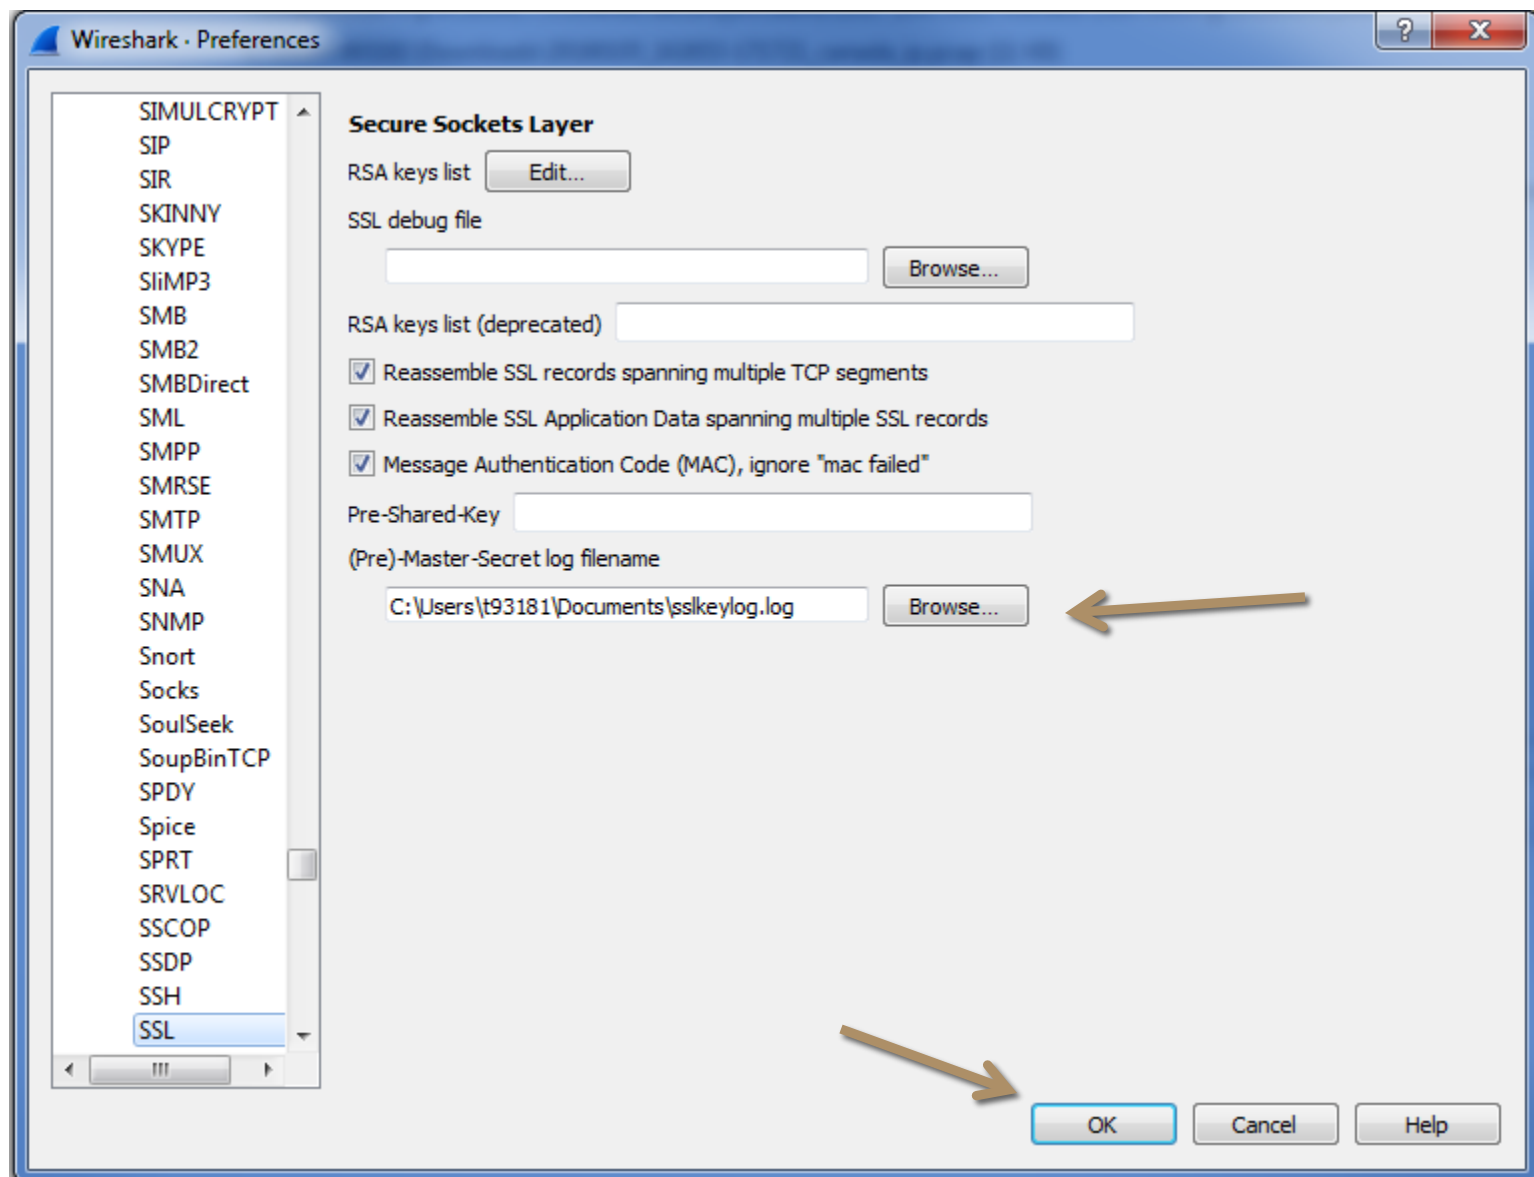 Wireshark · Preferences
SIMULCRYPT
SIP
SIR
SKINNY
SKYPE
SliMP3
SMB
SMB2
SMBDirect
SML
SMPP
SMRSE
SMTP
SMUX
SNA
SNMP
Snort
Socks
SoulSeek
SoupBinTCP
SPDY
Spice
SPRT
SRVLOC
SSCOP
SSDP
SSH
SSL
Secure Sockets Layer
RSA keys list Edit...
SSL debug file
Browse...
RSA keys list (deprecated)
Reassemble SSL records spanning multiple TCP segments
Reassemble SSL Application Data spanning multiple SSL records
Message Authentication Code (MAC), ignore "mac failed"
Pre-Shared-Key
(Pre)-Master-Secret log filename
C:\Users\t93181\Documents\sslkeylog.log Browse...
OK Cancel Help